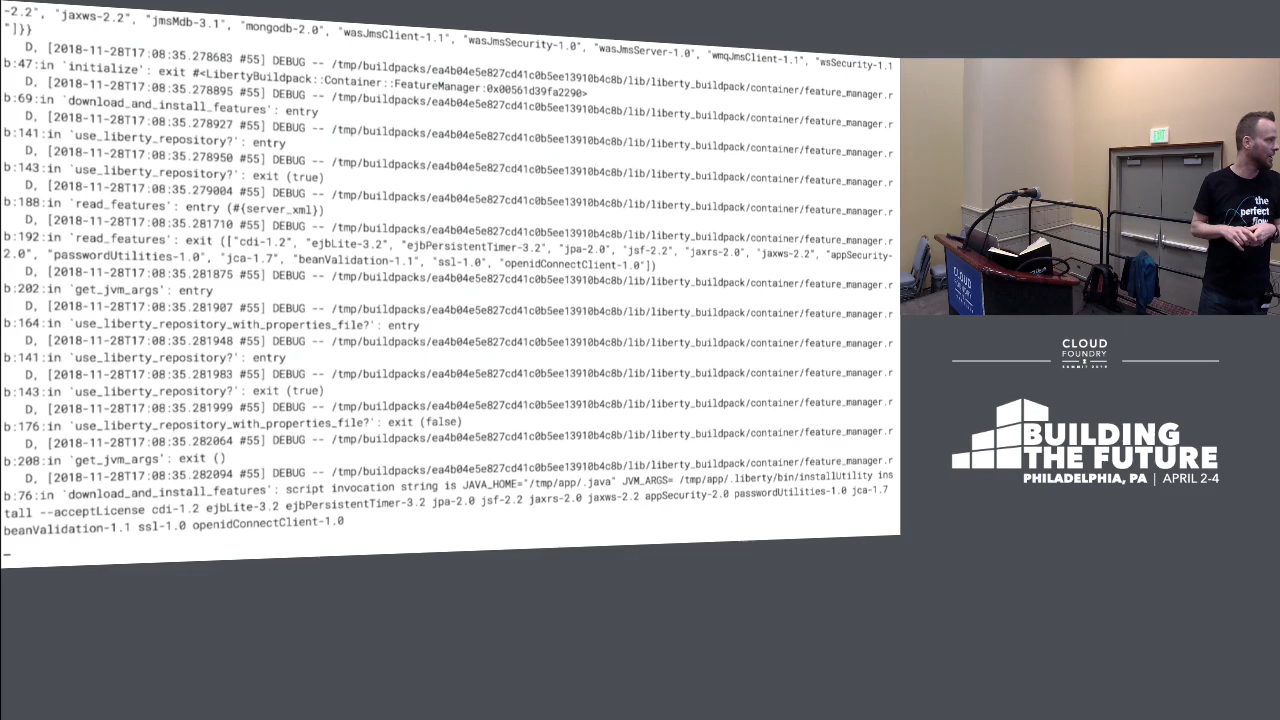 -2.2", "jaxws-2.2", "jmsMdb-3.1", "mongodb-2.0", "wasJmsClient-1.1", "wasJmsSecurity-1.0", "wasJmsServer-1.0", "wmqJmsClient-1.1", "wsSecurity-1.1
"]}}
D, [2018-11-28T17:08:35.278683 #55] DEBUG -- /tmp/buildpacks/ea4b04e5e827cd41c0b5ee13910b4c8b/lib/liberty_buildpack/container/feature_manager.r
b:47:in `initialize': exit #<LibertyBuildpack::Container::FeatureManager:0x00561d39fa2290>
D, [2018-11-28T17:08:35.278895 #55] DEBUG -- /tmp/buildpacks/ea4b04e5e827cd41c0b5ee13910b4c8b/lib/liberty_buildpack/container/feature_manager.r
b:69:in `download_and_install_features': entry
D, [2018-11-28T17:08:35.278927 #55] DEBUG -- /tmp/buildpacks/ea4b04e5e827cd41c0b5ee13910b4c8b/lib/liberty_buildpack/container/feature_manager.r
b:141:in `use_liberty_repository?': entry
D, [2018-11-28T17:08:35.278950 #55] DEBUG -- /tmp/buildpacks/ea4b04e5e827cd41c0b5ee13910b4c8b/lib/liberty_buildpack/container/feature_manager.r
b:143:in `use_liberty_repository?': exit (true)
D, [2018-11-28T17:08:35.279004 #55] DEBUG -- /tmp/buildpacks/ea4b04e5e827cd41c0b5ee13910b4c8b/lib/liberty_buildpack/container/feature_manager.r
b:188:in `read_features': entry (#{server_xml})
D, [2018-11-28T17:08:35.281710 #55] DEBUG -- /tmp/buildpacks/ea4b04e5e827cd41c0b5ee13910b4c8b/lib/liberty_buildpack/container/feature_manager.r
b:192:in `read_features': exit (["cdi-1.2", "ejbLite-3.2", "ejbPersistentTimer-3.2", "jpa-2.0", "jsf-2.2", "jaxrs-2.0", "jaxws-2.2", "appSecurity-
2.0", "passwordUtilities-1.0", "jca-1.7", "beanValidation-1.1", "ssl-1.0", "openidConnectClient-1.0"])
D, [2018-11-28T17:08:35.281875 #55] DEBUG -- /tmp/buildpacks/ea4b04e5e827cd41c0b5ee13910b4c8b/lib/liberty_buildpack/container/feature_manager.r
b:202:in `get_jvm_args': entry
D, [2018-11-28T17:08:35.281907 #55] DEBUG -- /tmp/buildpacks/ea4b04e5e827cd41c0b5ee13910b4c8b/lib/liberty_buildpack/container/feature_manager.r
b:164:in `use_liberty_repository_with_properties_file?': entry
D, [2018-11-28T17:08:35.281948 #55] DEBUG -- /tmp/buildpacks/ea4b04e5e827cd41c0b5ee13910b4c8b/lib/liberty_buildpack/container/feature_manager.r
b:141:in `use_liberty_repository?': entry
D, [2018-11-28T17:08:35.281983 #55] DEBUG -- /tmp/buildpacks/ea4b04e5e827cd41c0b5ee13910b4c8b/lib/liberty_buildpack/container/feature_manager.r
b:143:in `use_liberty_repository?': exit (true)
D, [2018-11-28T17:08:35.281999 #55] DEBUG -- /tmp/buildpacks/ea4b04e5e827cd41c0b5ee13910b4c8b/lib/liberty_buildpack/container/feature_manager.r
b:176:in `use_liberty_repository_with_properties_file?': exit (false)
D, [2018-11-28T17:08:35.282064 #55] DEBUG -- /tmp/buildpacks/ea4b04e5e827cd41c0b5ee13910b4c8b/lib/liberty_buildpack/container/feature_manager.r
b:208:in `get_jvm_args': exit ()
D, [2018-11-28T17:08:35.282094 #55] DEBUG -- /tmp/buildpacks/ea4b04e5e827cd41c0b5ee13910b4c8b/lib/liberty_buildpack/container/feature_manager.r
b:76:in `download_and_install_features': script invocation string is JAVA_HOME="/tmp/app/.java" JVM_ARGS= /tmp/app/.liberty/bin/installUtility ins
tall --acceptLicense cdi-1.2 ejbLite-3.2 ejbPersistentTimer-3.2 jpa-2.0 jsf-2.2 jaxrs-2.0 jaxws-2.2 appSecurity-2.0 passwordUtilities-1.0 jca-1.7
beanValidation-1.1 ssl-1.0 openidConnectClient-1.0
EXIT
the
perfect
flow
CLOUD
FOUNDRY
CLOUD
FOUNDRY
SUMMIT 2019
BUILDING
THE FUTURE
PHILADELPHIA, PA | APRIL 2-4